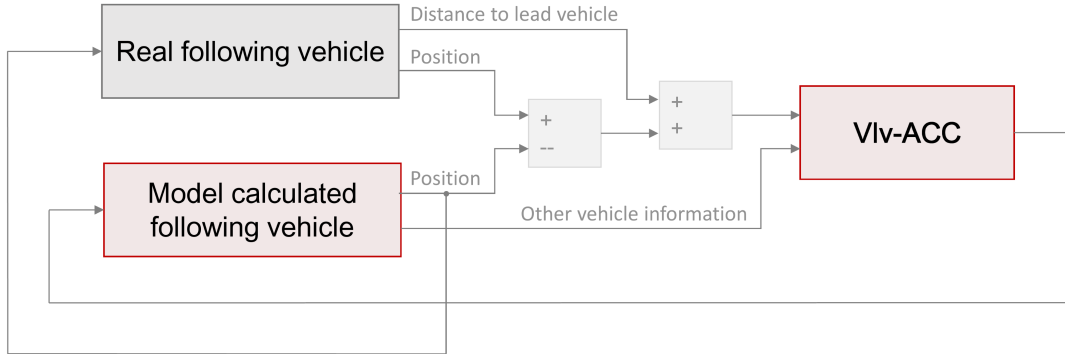 Distance to lead vehicle
Real following vehicle
Position
+
--
+
+
Vlv-ACC
Position
Model calculated
following vehicle
Other vehicle information